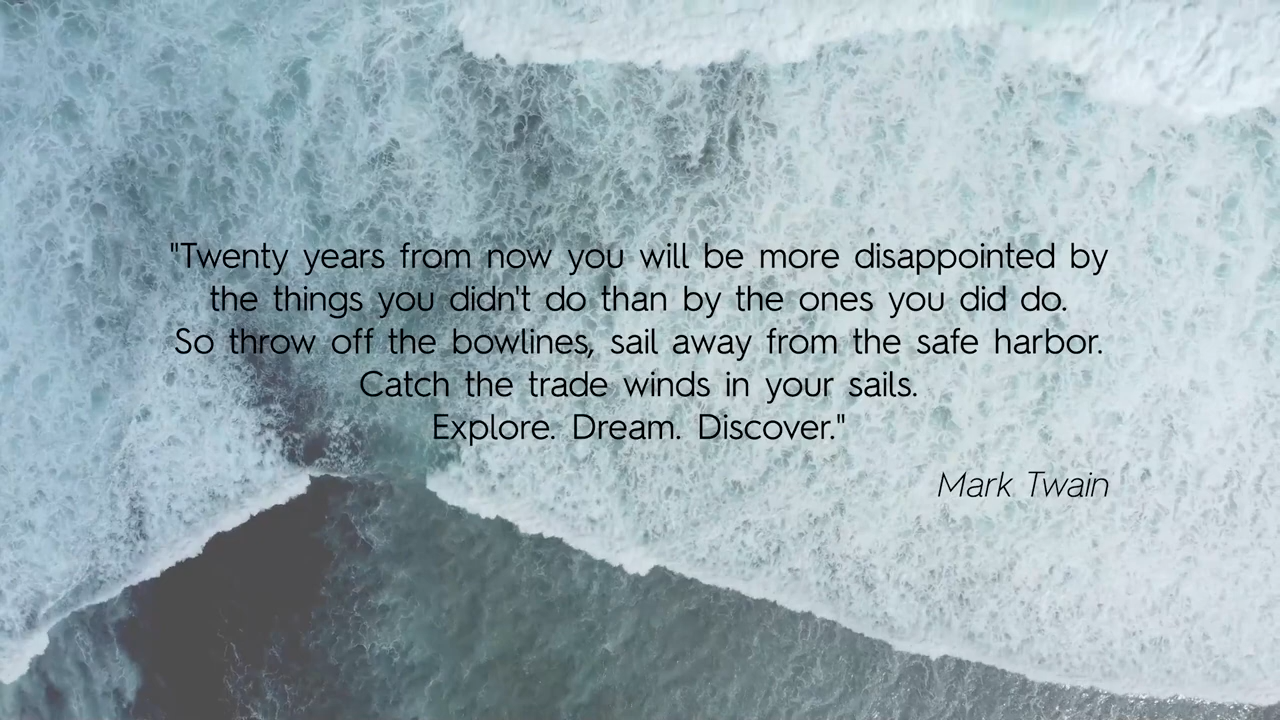 "Twenty years from now you will be more disappointed by
the things you didn't do than by the ones you did do.
So throw off the bowlines, sail away from the safe harbor.
Catch the trade winds in your sails.
Explore. Dream. Discover."
Mark Twain